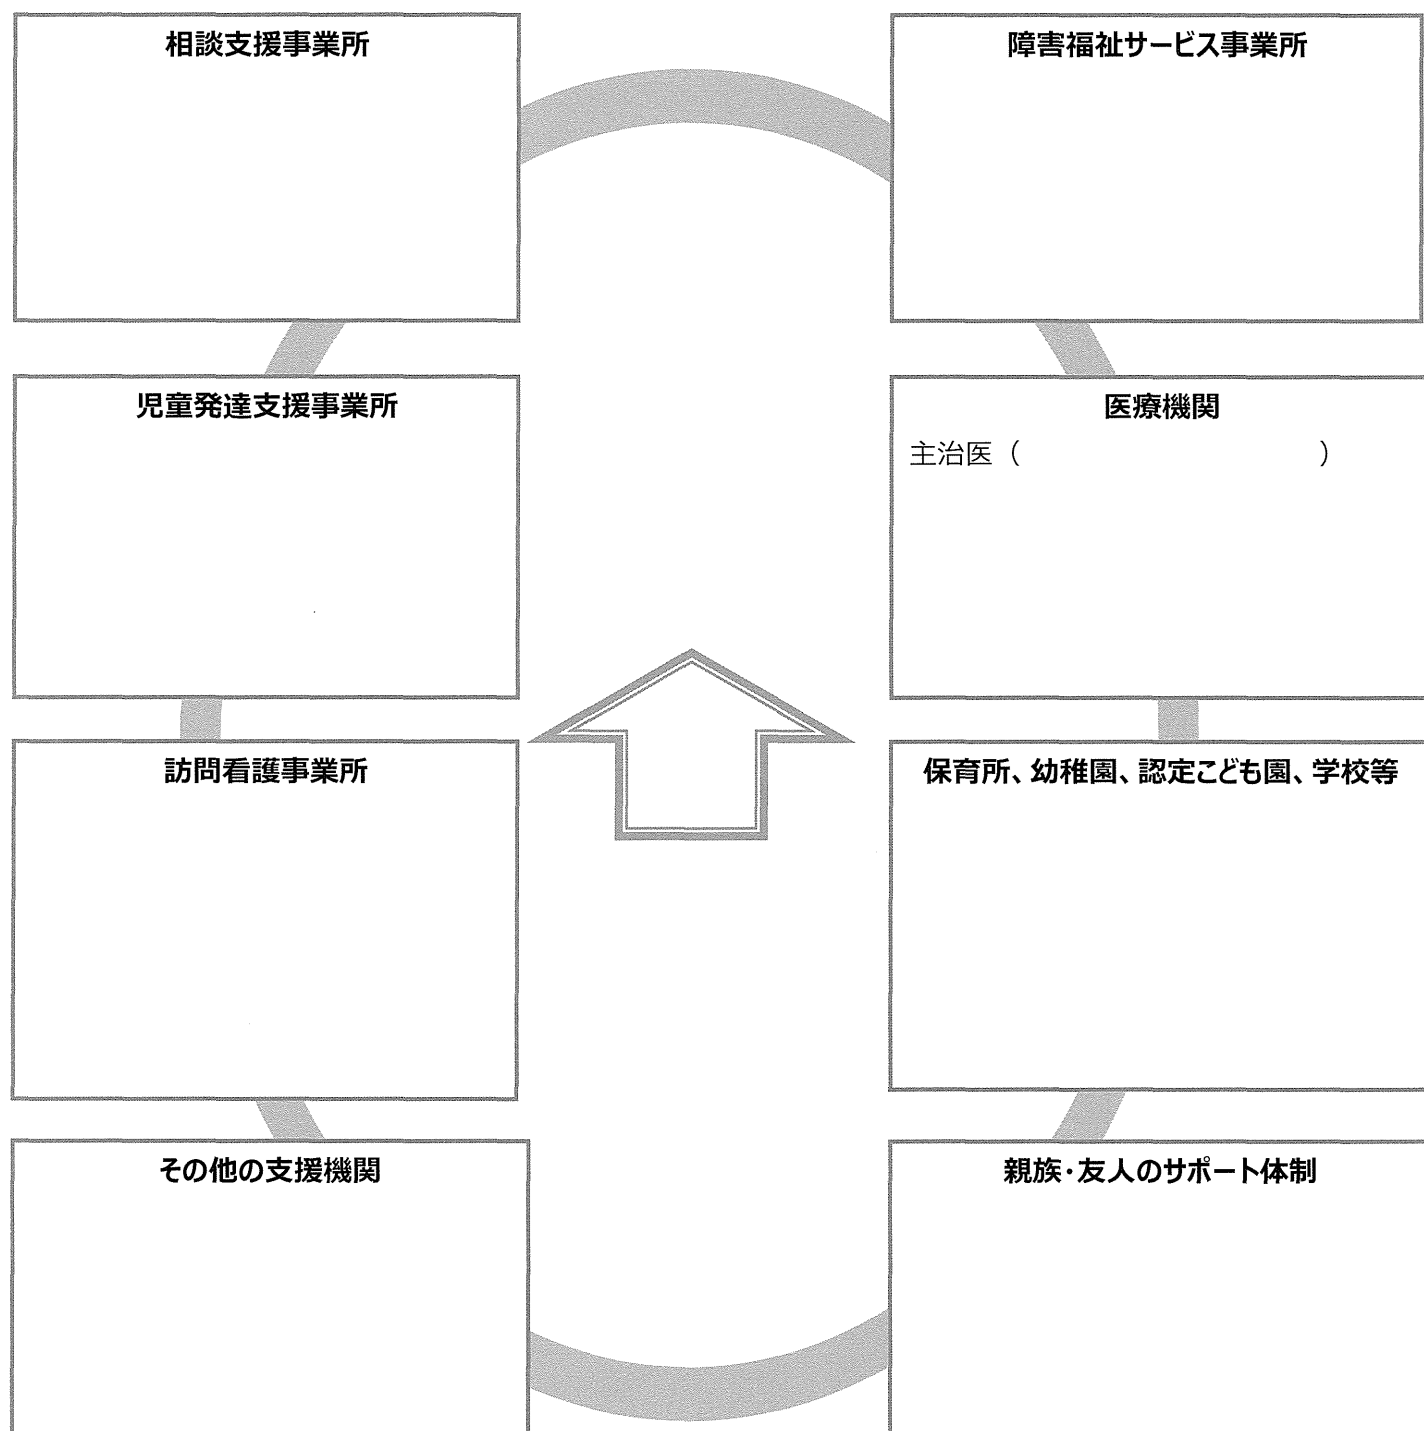 相談支援事業所
障害福祉サービス事業所
児童発達支援事業所
医療機関
主治医（　　　　　　　　　　）
訪問看護事業所
保育所、幼稚園、認定こども園、学校等
その他の支援機関
親族・友人のサポート体制